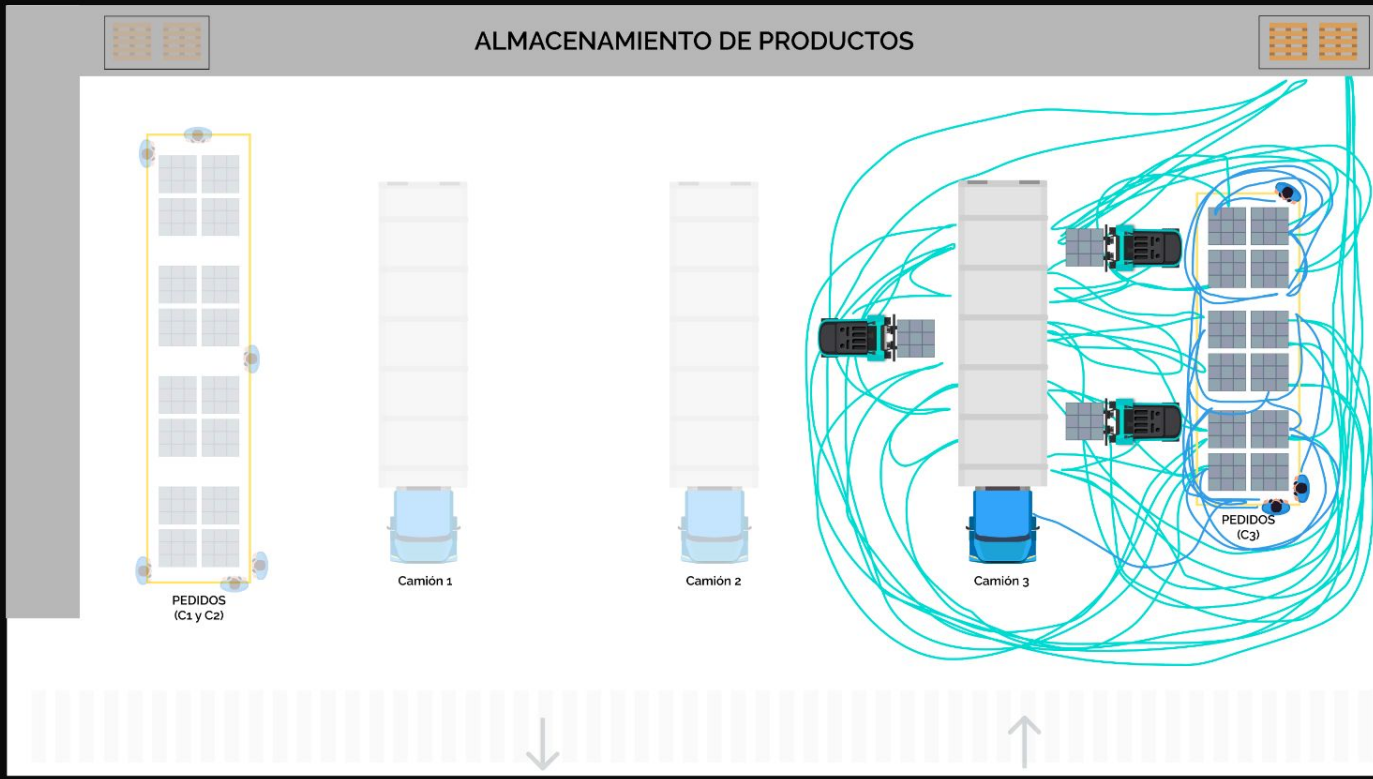 ALMACENAMIENTO DE PRODUCTOS
PEDIDOS
(C1 y C2)
Camión 1
Camión 2
Camión 3
PEDIDOS
(C3)